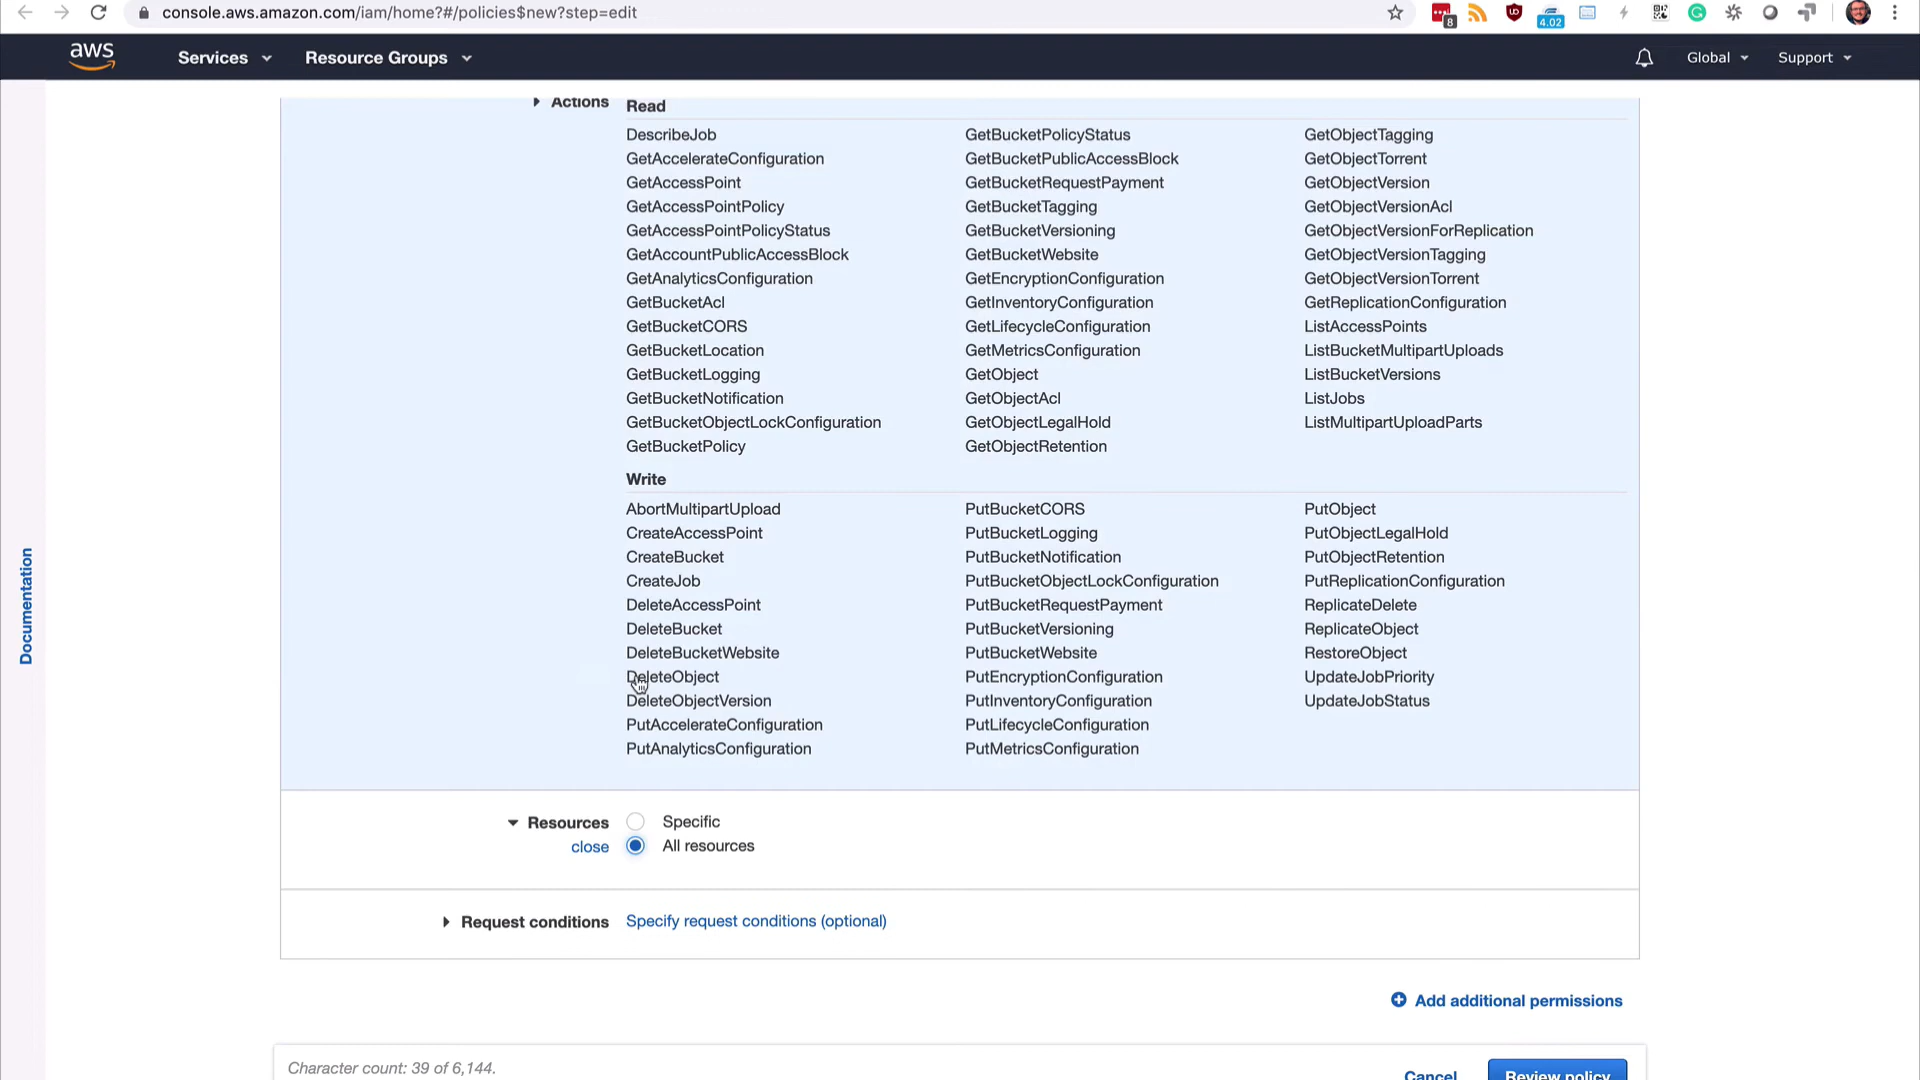 console.aws.amazon.com/iam/home?#/policies$new?step=edit
8
4.02
aws
Services
Resource Groups
Global
Support
Documentation
Actions
Read
DescribeJob
GetAccelerateConfiguration
GetAccessPoint
GetAccessPointPolicy
GetAccessPointPolicyStatus
GetAccountPublicAccessBlock
GetAnalyticsConfiguration
GetBucketAcl
GetBucketCORS
GetBucketLocation
GetBucketLogging
GetBucketNotification
GetBucketObjectLockConfiguration
GetBucketPolicy
GetBucketPolicyStatus
GetBucketPublicAccessBlock
GetBucketRequestPayment
GetBucketTagging
GetBucketVersioning
GetBucketWebsite
GetEncryptionConfiguration
GetInventoryConfiguration
GetLifecycleConfiguration
GetMetricsConfiguration
GetObject
GetObjectAcl
GetObjectLegalHold
GetObjectRetention
GetObjectTagging
GetObjectTorrent
GetObjectVersion
GetObjectVersionAcl
GetObjectVersionForReplication
GetObjectVersionTagging
GetObjectVersionTorrent
GetReplicationConfiguration
ListAccessPoints
ListBucketMultipartUploads
ListBucketVersions
ListJobs
ListMultipartUploadParts
Write
AbortMultipartUpload
CreateAccessPoint
CreateBucket
CreateJob
DeleteAccessPoint
DeleteBucket
DeleteBucketWebsite
DeleteObject
DeleteObjectVersion
PutAccelerateConfiguration
PutAnalyticsConfiguration
PutBucketCORS
PutBucketLogging
PutBucketNotification
PutBucketObjectLockConfiguration
PutBucketRequestPayment
PutBucketVersioning
PutBucketWebsite
PutEncryptionConfiguration
PutInventoryConfiguration
PutLifecycleConfiguration
PutMetricsConfiguration
PutObject
PutObjectLegalHold
PutObjectRetention
PutReplicationConfiguration
ReplicateDelete
ReplicateObject
RestoreObject
UpdateJobPriority
UpdateJobStatus
Resources
close
Specific
All resources
Request conditions
Specify request conditions (optional)
Add additional permissions
Character count: 39 of 6,144.
Cancel
Review policy